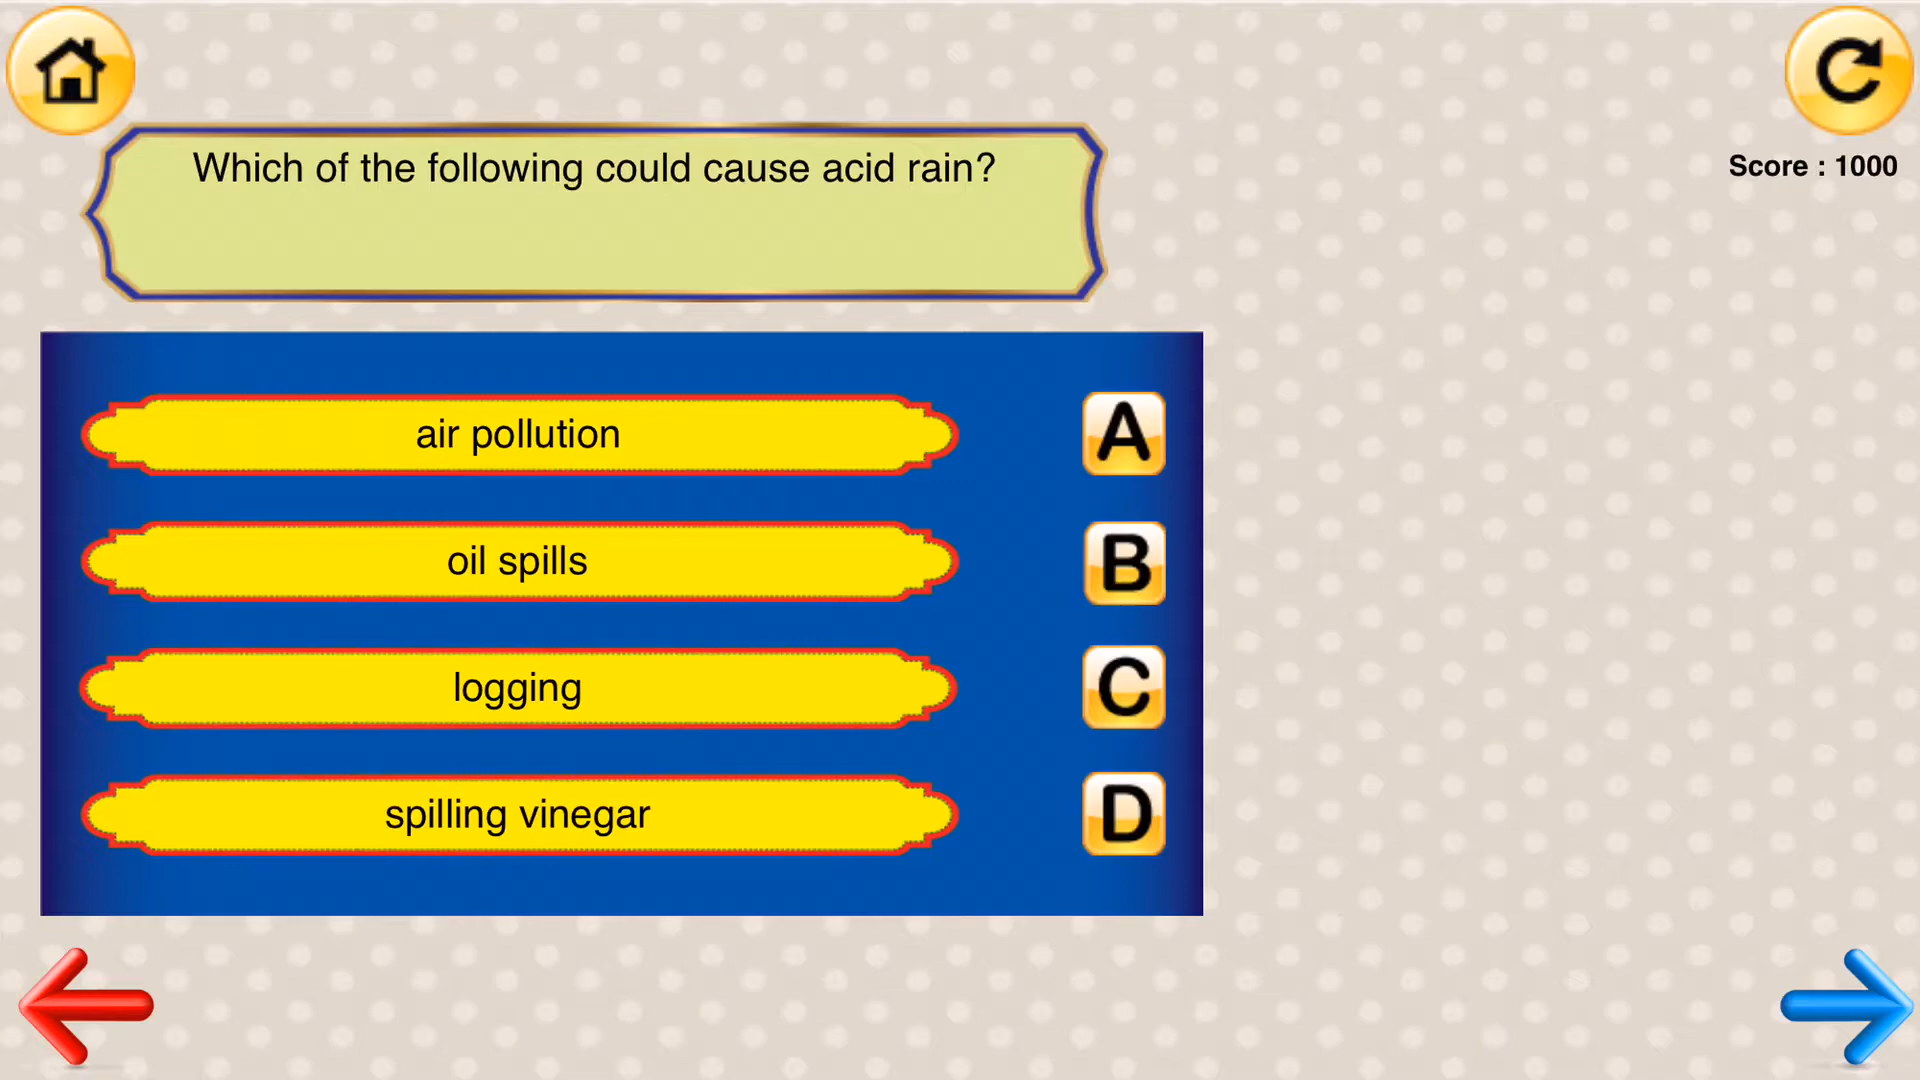 Which of the following could cause acid rain?
Score : 1000
air pollution
A
oil spills
B
logging
C
spilling vinegar
D